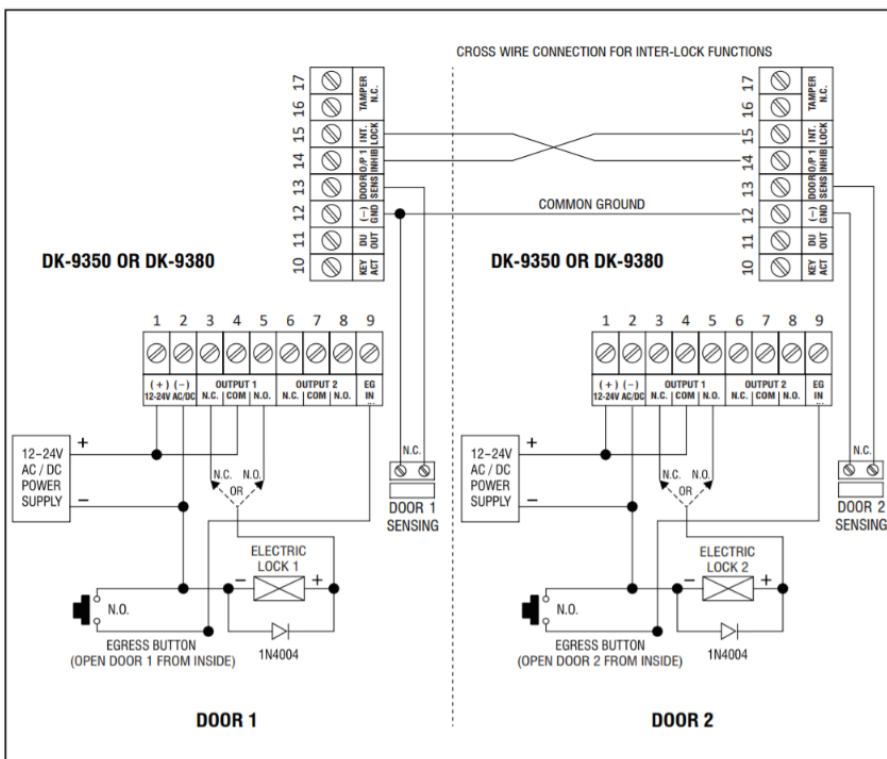 CROSS WIRE CONNECTION FOR INTER-LOCK FUNCTIONS
17
16
15
14
13
12
11
10
TAMPER
N.C.
INT.
LOCK
O/P 1
INHIB
DOOR
SENS
(–)
GND
DU
OUT
KEY
ACT
COMMON GROUND
17
16
15
14
13
12
11
10
TAMPER
N.C.
INT.
LOCK
O/P 1
INHIB
DOOR
SENS
(–)
GND
DU
OUT
KEY
ACT
DK-9350 OR DK-9380
DK-9350 OR DK-9380
1 2 3 4 5 6 7 8 9
(+) (–) OUTPUT 1 OUTPUT 2 EG
12-24V AC/DC N.C. COM N.O. N.C. COM N.O. IN
12–24V
AC / DC
POWER
SUPPLY
+
–
N.C. N.O.
OR
N.C.
DOOR 1
SENSING
ELECTRIC
LOCK 1
– +
N.O.
EGRESS BUTTON
(OPEN DOOR 1 FROM INSIDE)
1N4004
DOOR 1
1 2 3 4 5 6 7 8 9
(+) (–) OUTPUT 1 OUTPUT 2 EG
12-24V AC/DC N.C. COM N.O. N.C. COM N.O. IN
12–24V
AC / DC
POWER
SUPPLY
+
–
N.C. N.O.
OR
N.C.
DOOR 2
SENSING
ELECTRIC
LOCK 2
– +
N.O.
EGRESS BUTTON
(OPEN DOOR 2 FROM INSIDE)
1N4004
DOOR 2